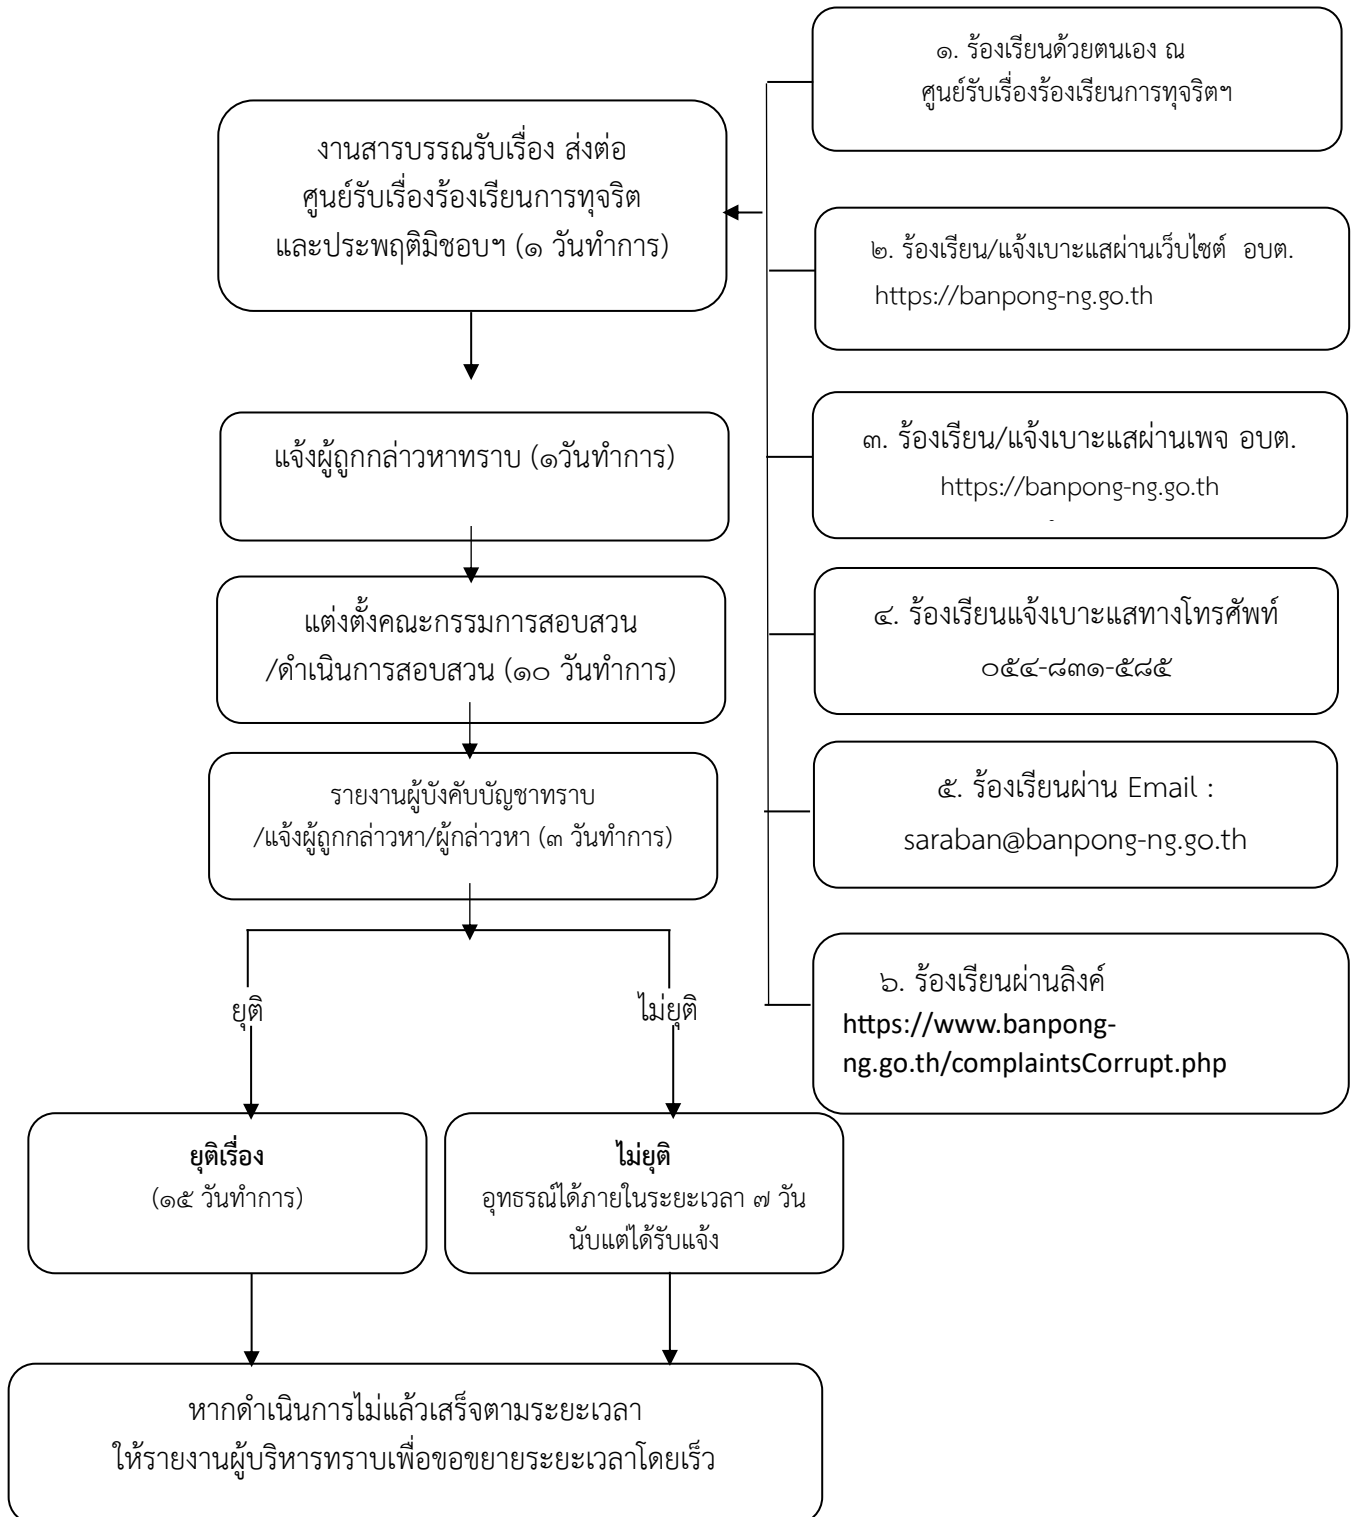 ๑. ร้องเรียนด้วยตนเอง ณ
ศูนย์รับเรื่องร้องเรียนการทุจริตฯ
งานสารบรรณรับเรื่อง ส่งต่อ
ศูนย์รับเรื่องร้องเรียนการทุจริต
และประพฤติมิชอบฯ (๑ วันทำการ)
๒. ร้องเรียน/แจ้งเบาะแสผ่านเว็บไซต์ อบต.
https://banpong-ng.go.th
แจ้งผู้ถูกกล่าวหาทราบ (๑วันทำการ)
๓. ร้องเรียน/แจ้งเบาะแสผ่านเพจ อบต.
https://banpong-ng.go.th
แต่งตั้งคณะกรรมการสอบสวน
/ดำเนินการสอบสวน (๑๐ วันทำการ)
๔. ร้องเรียนแจ้งเบาะแสทางโทรศัพท์
๐๕๔-๘๓๑-๕๘๕
รายงานผู้บังคับบัญชาทราบ
/แจ้งผู้ถูกกล่าวหา/ผู้กล่าวหา (๓ วันทำการ)
๕. ร้องเรียนผ่าน Email :
saraban@banpong-ng.go.th
ยุติ
ไม่ยุติ
๖. ร้องเรียนผ่านลิงค์
https://www.banpong-
ng.go.th/complaintsCorrupt.php
ยุติเรื่อง
(๑๕ วันทำการ)
ไม่ยุติ
อุทธรณ์ได้ภายในระยะเวลา ๗ วัน
นับแต่ได้รับแจ้ง
หากดำเนินการไม่แล้วเสร็จตามระยะเวลา
ให้รายงานผู้บริหารทราบเพื่อขอขยายระยะเวลาโดยเร็ว